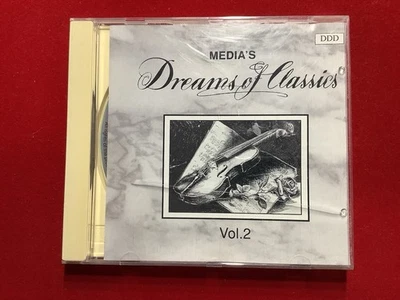 DDD
MEDIA'S
Dreams of Classics
Vol.2